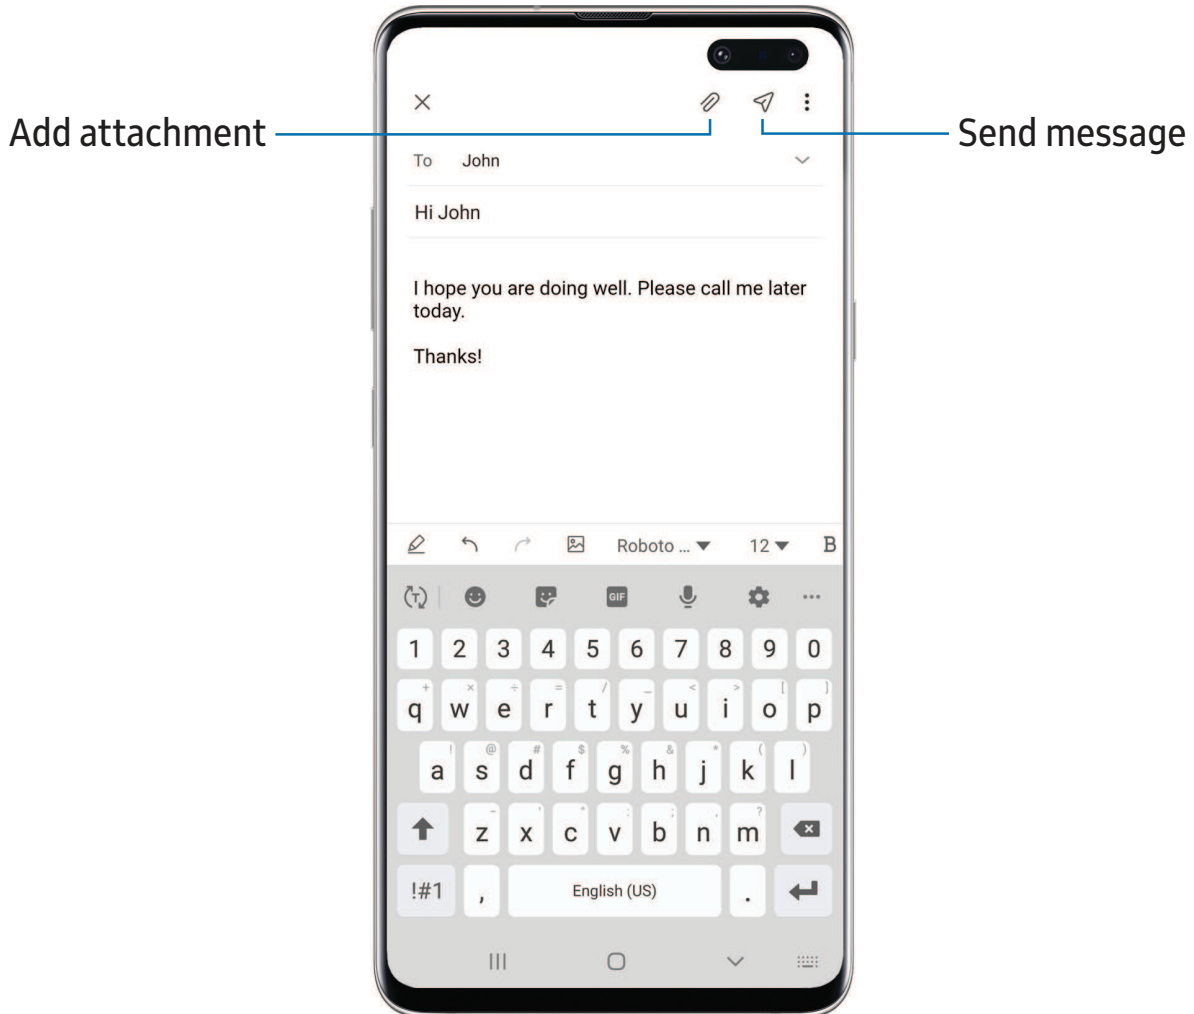 Add attachment
Send message
To John
Hi John
I hope you are doing well. Please call me later
today.
Thanks!
Roboto ... 12 B
T GIF ...
1 2 3 4 5 6 7 8 9 0
+ × ÷ = / _ < > [ ]
q w e r t y u i o p
! @ # $ % & * ( )
a s d f g h j k l
- ' : ; , ?
z x c v b n m
!#1 , English (US) .